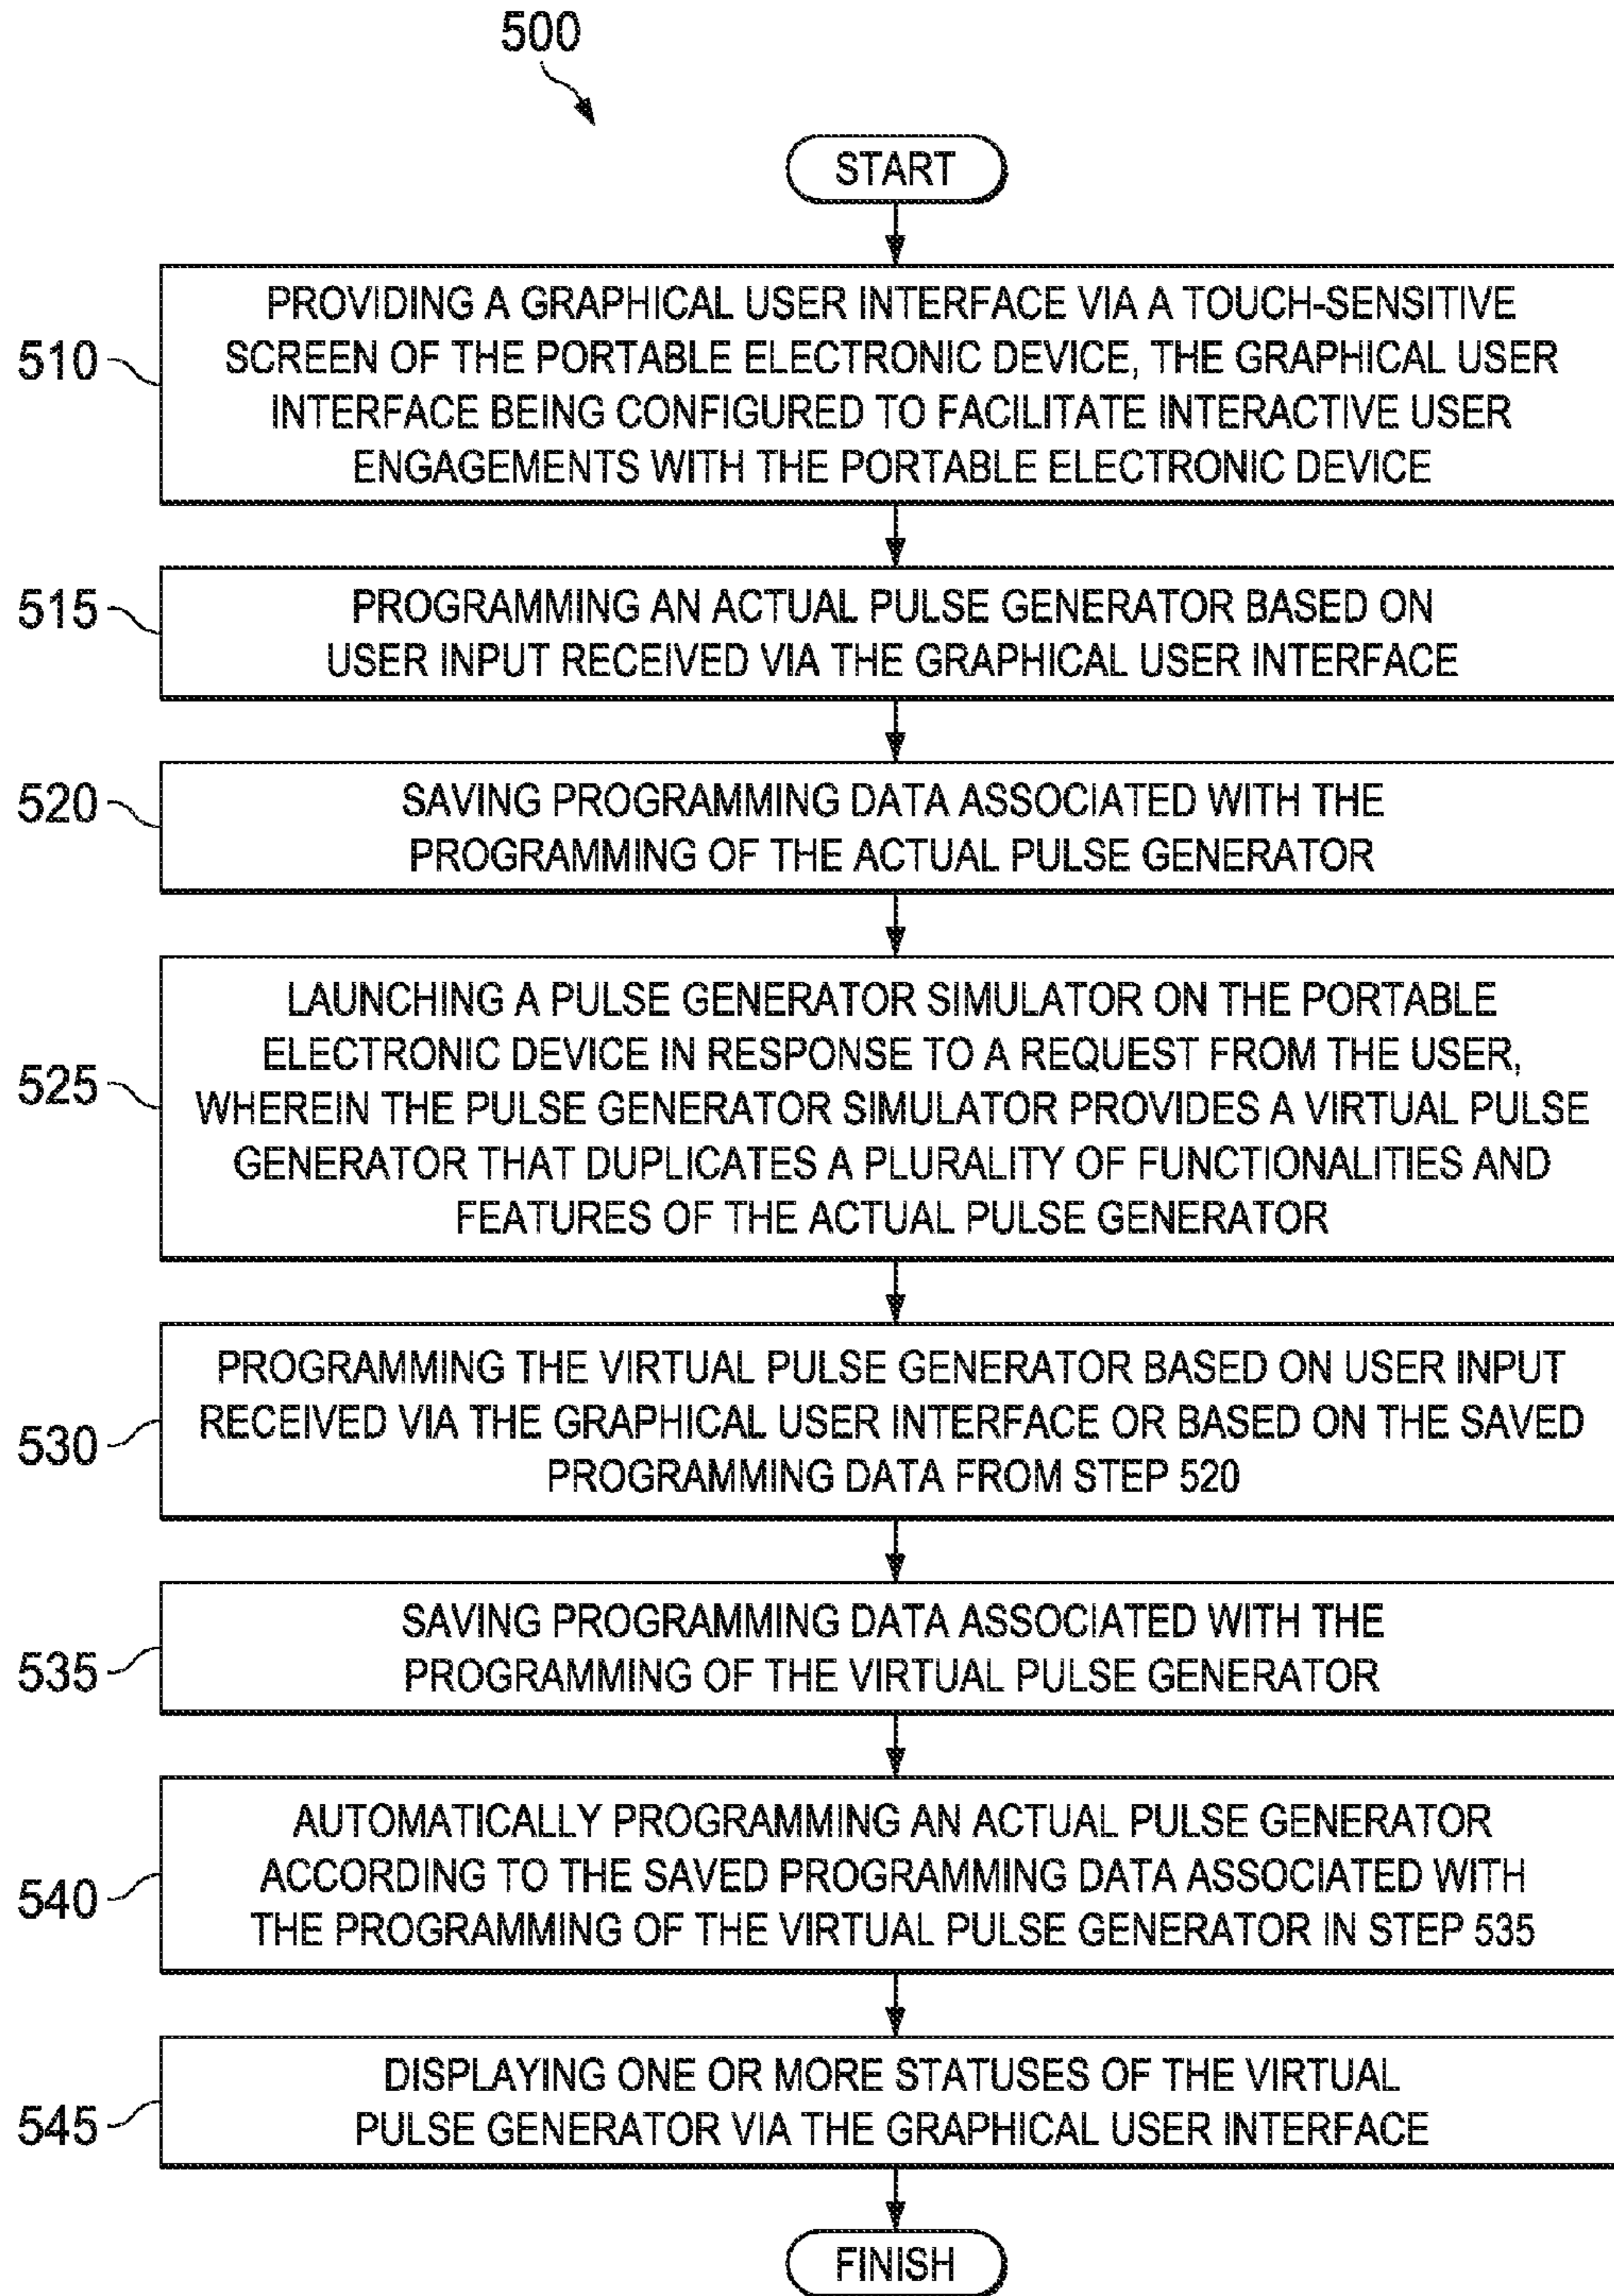 500
START
510
PROVIDING A GRAPHICAL USER INTERFACE VIA A TOUCH-SENSITIVE
SCREEN OF THE PORTABLE ELECTRONIC DEVICE, THE GRAPHICAL USER
INTERFACE BEING CONFIGURED TO FACILITATE INTERACTIVE USER
ENGAGEMENTS WITH THE PORTABLE ELECTRONIC DEVICE
515
PROGRAMMING AN ACTUAL PULSE GENERATOR BASED ON
USER INPUT RECEIVED VIA THE GRAPHICAL USER INTERFACE
520
SAVING PROGRAMMING DATA ASSOCIATED WITH THE
PROGRAMMING OF THE ACTUAL PULSE GENERATOR
525
LAUNCHING A PULSE GENERATOR SIMULATOR ON THE PORTABLE
ELECTRONIC DEVICE IN RESPONSE TO A REQUEST FROM THE USER,
WHEREIN THE PULSE GENERATOR SIMULATOR PROVIDES A VIRTUAL PULSE
GENERATOR THAT DUPLICATES A PLURALITY OF FUNCTIONALITIES AND
FEATURES OF THE ACTUAL PULSE GENERATOR
530
PROGRAMMING THE VIRTUAL PULSE GENERATOR BASED ON USER INPUT
RECEIVED VIA THE GRAPHICAL USER INTERFACE OR BASED ON THE SAVED
PROGRAMMING DATA FROM STEP 520
535
SAVING PROGRAMMING DATA ASSOCIATED WITH THE
PROGRAMMING OF THE VIRTUAL PULSE GENERATOR
540
AUTOMATICALLY PROGRAMMING AN ACTUAL PULSE GENERATOR
ACCORDING TO THE SAVED PROGRAMMING DATA ASSOCIATED WITH
THE PROGRAMMING OF THE VIRTUAL PULSE GENERATOR IN STEP 535
545
DISPLAYING ONE OR MORE STATUSES OF THE VIRTUAL
PULSE GENERATOR VIA THE GRAPHICAL USER INTERFACE
FINISH